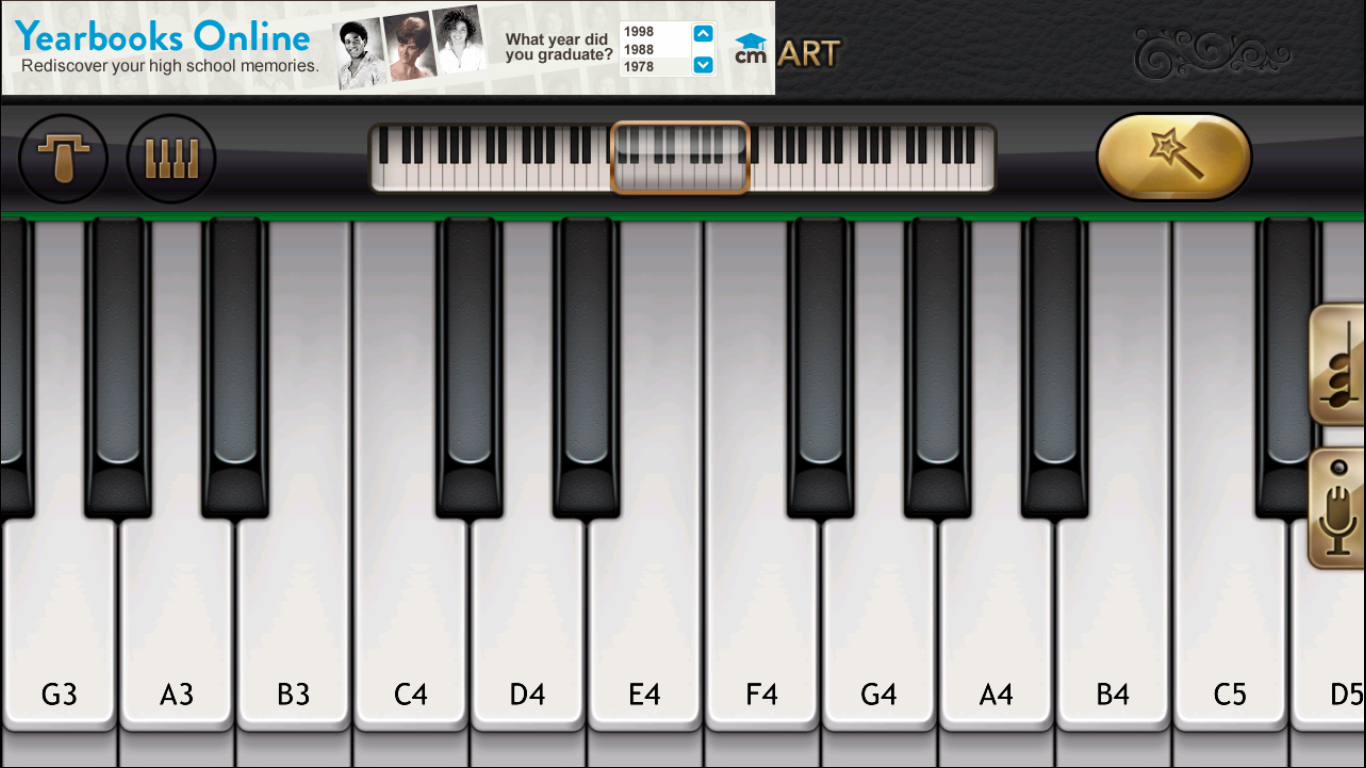 Yearbooks Online
Rediscover your high school memories.
What year did
you graduate?
1998
1988
1978
cm
ART
G3 A3 B3 C4 D4 E4 F4 G4 A4 B4 C5 D5